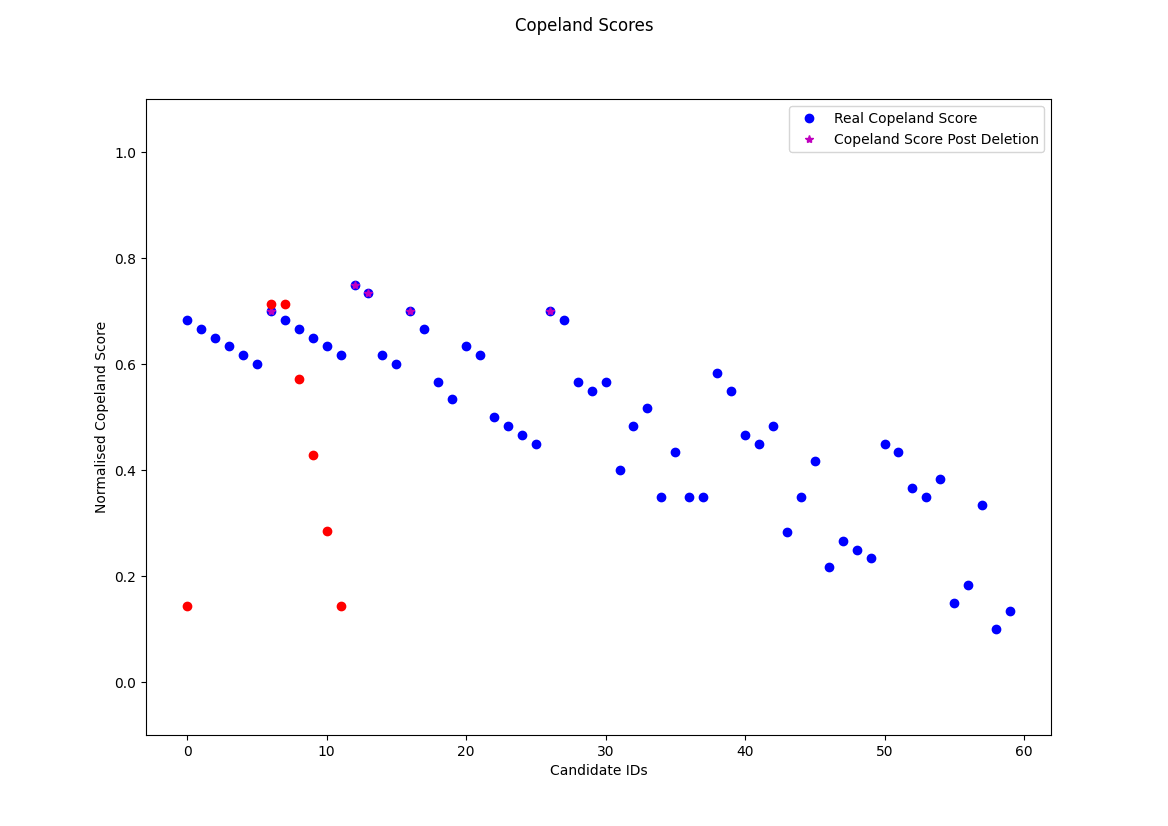 Copeland Scores
Real Copeland Score
Copeland Score Post Deletion
1.0
0.8
0.6
0.4
0.2
0.0
Normalised Copeland Score
0 10 20 30 40 50 60
Candidate IDs